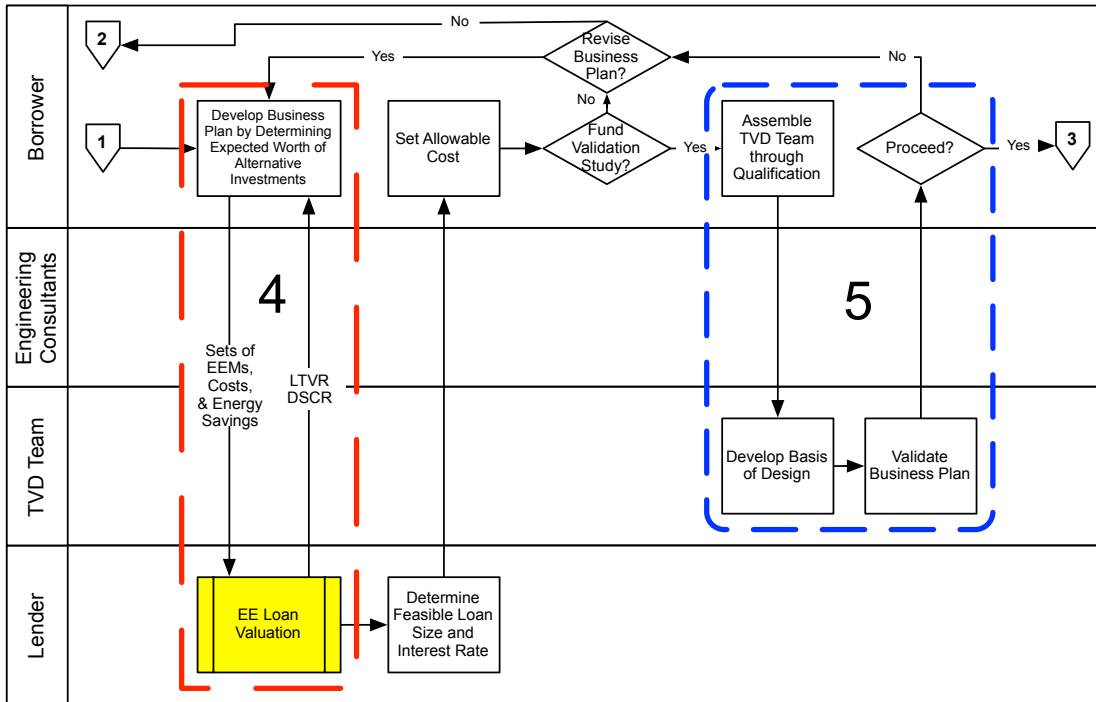 Borrower
Engineering
Consultants
TVD Team
Lender
2
No
Revise
Business
Plan?
Yes
No
No
1
Develop Business
Plan by Determining
Expected Worth of
Alternative
Investments
Set Allowable
Cost
Fund
Validation
Study?
Yes
Assemble
TVD Team
through
Qualification
Proceed?
Yes
3
4
5
Sets of
EEMs,
Costs,
& Energy
Savings
LTVR
DSCR
Develop Basis
of Design
Validate
Business Plan
EE Loan
Valuation
Determine
Feasible Loan
Size and
Interest Rate